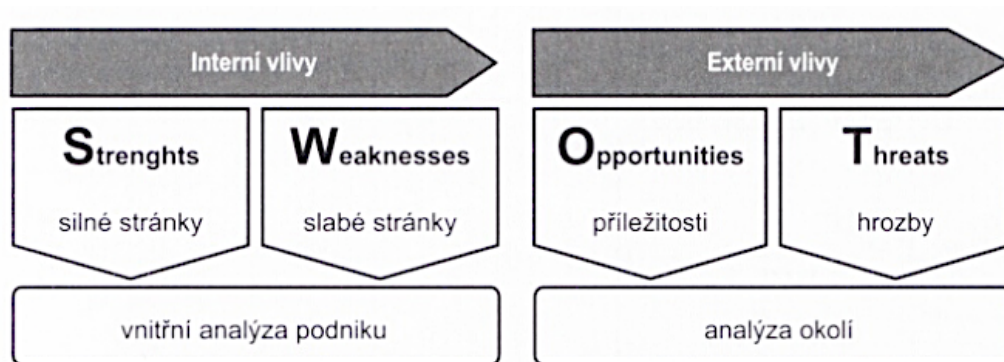 Interní vlivy
Externí vlivy
Strenghts
Weaknesses
Opportunities
Threats
silné stránky
slabé stránky
příležitosti
hrozby
vnitřní analýza podniku
analýza okolí